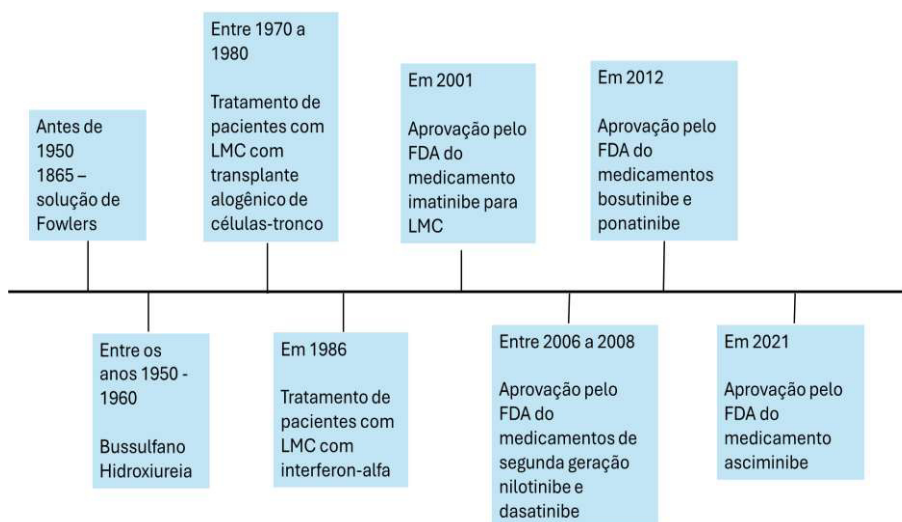 Antes de
1950
1865 –
solução de
Fowlers
Entre os
anos 1950 -
1960
Bussulfano
Hidroxiureia
Entre 1970 a
1980
Tratamento de
pacientes com
LMC com
transplante
alogênico de
células-tronco
Em 1986
Tratamento de
pacientes com
LMC com
interferon-alfa
Em 2001
Aprovação pelo
FDA do
medicamento
imatinibe para
LMC
Entre 2006 a 2008
Aprovação pelo
FDA do
medicamentos de
segunda geração
nilotinibe e
dasatinibe
Em 2012
Aprovação pelo
FDA do
medicamentos
bosutinibe e
ponatinibe
Em 2021
Aprovação pelo
FDA do
medicamento
asciminibe